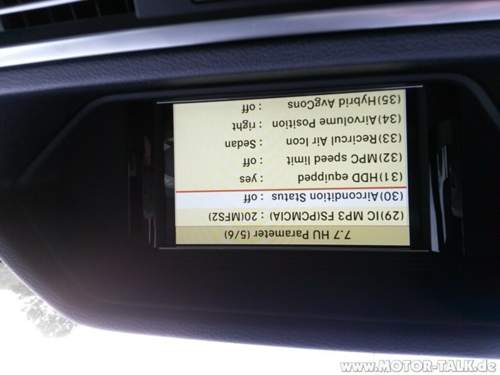 7.7 HU Parameter (5/6)
(29)IC MP3 FS(PCMCIA) : 20(MFS2)
(30)Aircondition Status : off
(31)HDD equipped : yes
(32)MPC speed limit : off
(33)Recircul Air Icon : Sedan
(34)Airvolume Position : right
(35)Hybrid AvgCons : off
www.MOTOR-TALK.de